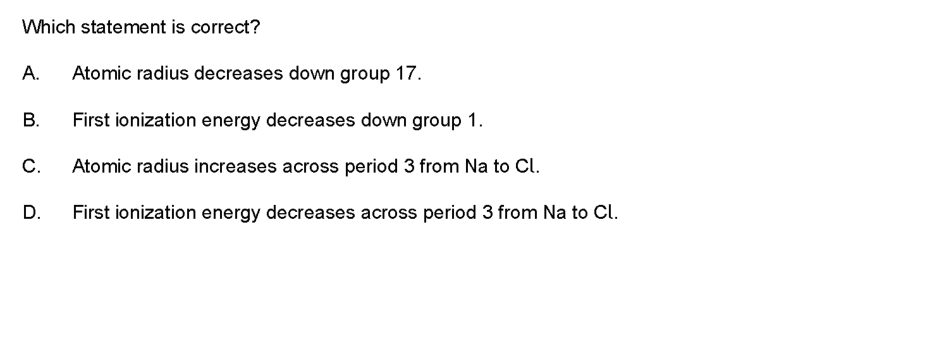 Which statement is correct?
A. Atomic radius decreases down group 17.
B. First ionization energy decreases down group 1.
C. Atomic radius increases across period 3 from Na to Cl.
D. First ionization energy decreases across period 3 from Na to Cl.